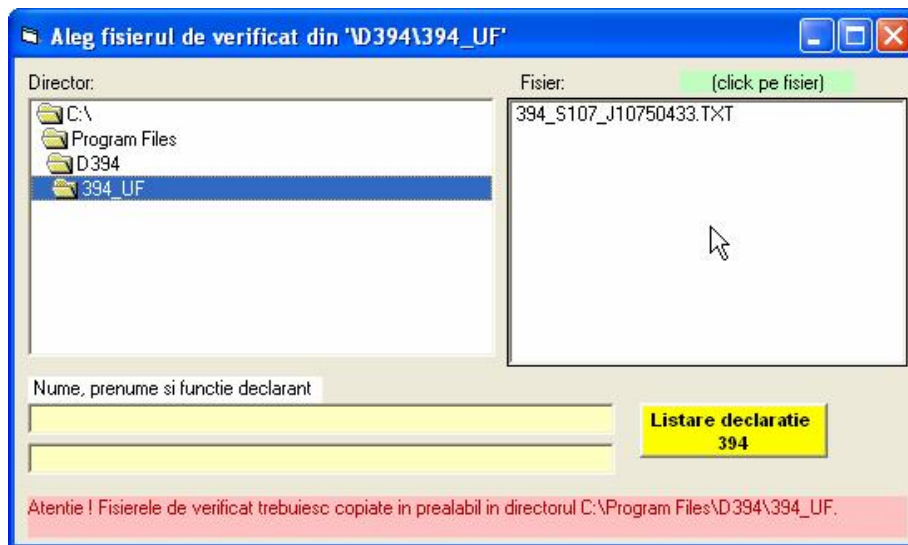 Aleg fisierul de verificat din '\D394\394_UF'
Director:
Fisier:
(click pe fisier)
C:\
Program Files
D394
394_UF
394_S107_J10750433.TXT
Nume, prenume si functie declarant
Listare declaratie
394
Atentie ! Fisierele de verificat trebuiesc copiate in prealabil in directorul C:\Program Files\D394\394_UF.